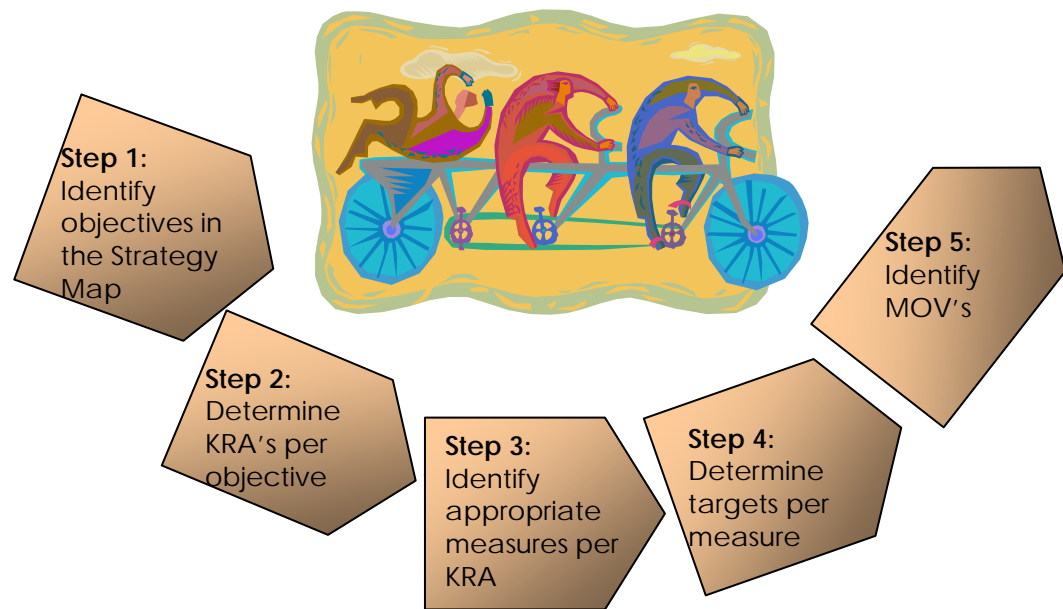 Step 1:
Identify
objectives in
the Strategy
Map
Step 2:
Determine
KRA's per
objective
Step 3:
Identify
appropriate
measures per
KRA
Step 4:
Determine
targets per
measure
Step 5:
Identify
MOV's